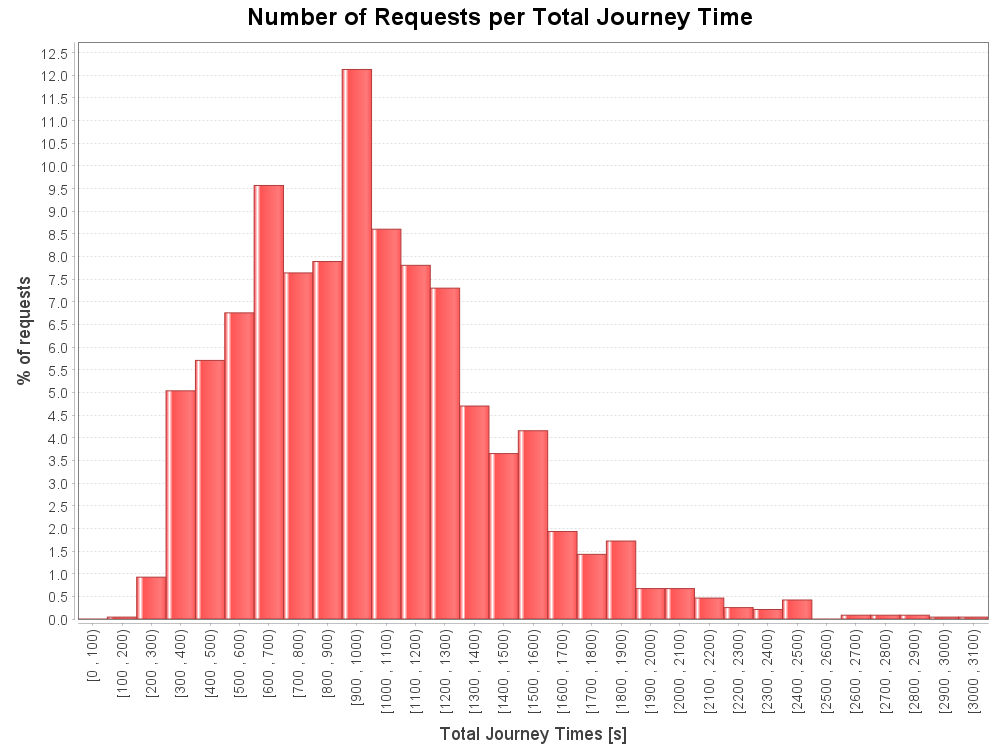 Number of Requests per Total Journey Time
% of requests
12.5
12.0
11.5
11.0
10.5
10.0
9.5
9.0
8.5
8.0
7.5
7.0
6.5
6.0
5.5
5.0
4.5
4.0
3.5
3.0
2.5
2.0
1.5
1.0
0.5
0.0
[0 , 100)
[100 , 200)
[200 , 300)
[300 , 400)
[400 , 500)
[500 , 600)
[600 , 700)
[700 , 800)
[800 , 900)
[900 , 1000)
[1000 , 1100)
[1100 , 1200)
[1200 , 1300)
[1300 , 1400)
[1400 , 1500)
[1500 , 1600)
[1600 , 1700)
[1700 , 1800)
[1800 , 1900)
[1900 , 2000)
[2000 , 2100)
[2100 , 2200)
[2200 , 2300)
[2300 , 2400)
[2400 , 2500)
[2500 , 2600)
[2600 , 2700)
[2700 , 2800)
[2800 , 2900)
[2900 , 3000)
[3000 , 3100)
Total Journey Times [s]